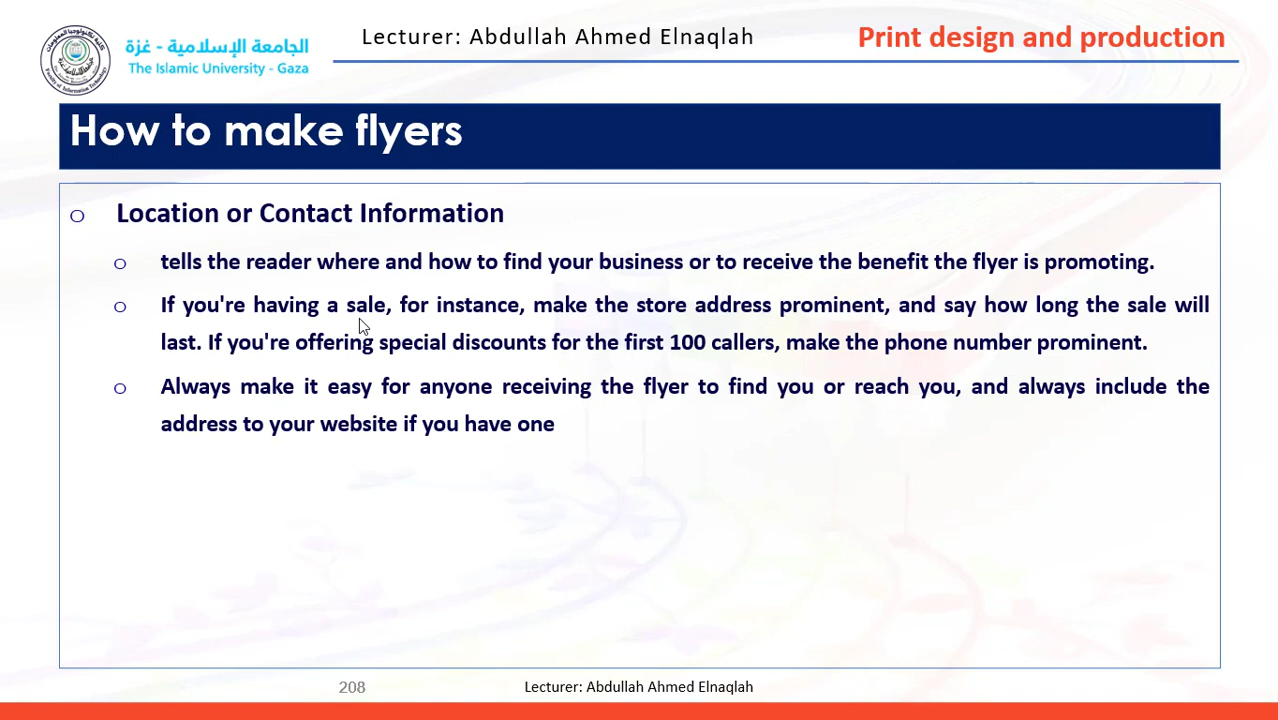 الجامعة الإسلامية - غزة
The Islamic University - Gaza
Lecturer: Abdullah Ahmed Elnaqlah
Print design and production
How to make flyers
o Location or Contact Information
o tells the reader where and how to find your business or to receive the benefit the flyer is promoting.
o If you're having a sale, for instance, make the store address prominent, and say how long the sale will
last. If you're offering special discounts for the first 100 callers, make the phone number prominent.
o Always make it easy for anyone receiving the flyer to find you or reach you, and always include the
address to your website if you have one
208
Lecturer: Abdullah Ahmed Elnaqlah